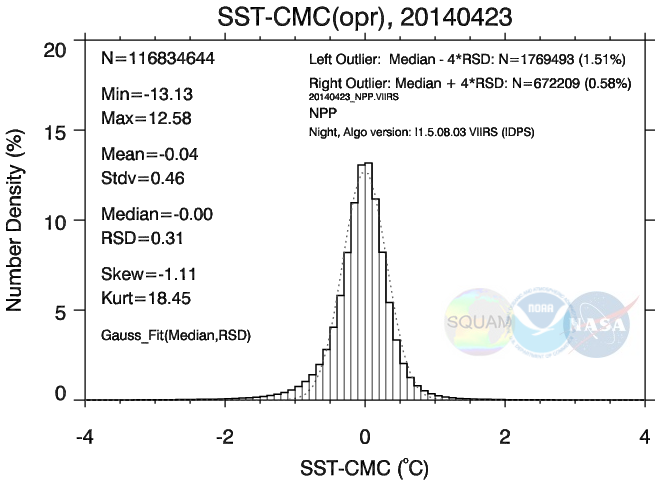 SST-CMC(opr), 20140423
N=116834644
Min=-13.13
Max=12.58
Mean=-0.04
Stdv=0.46
Median=-0.00
RSD=0.31
Skew=-1.11
Kurt=18.45
Gauss_Fit(Median,RSD)
Left Outlier:  Median - 4*RSD: N=1769493 (1.51%)
Right Outlier: Median + 4*RSD: N=672209 (0.58%)
20140423_NPP.VIIRS
NPP
Night, Algo version: I1.5.08.03 VIIRS (IDPS)
SQUAM
NOAA
NASA
Number Density (%)
20
15
10
5
0
-4 -2 0 2 4
SST-CMC (°C)